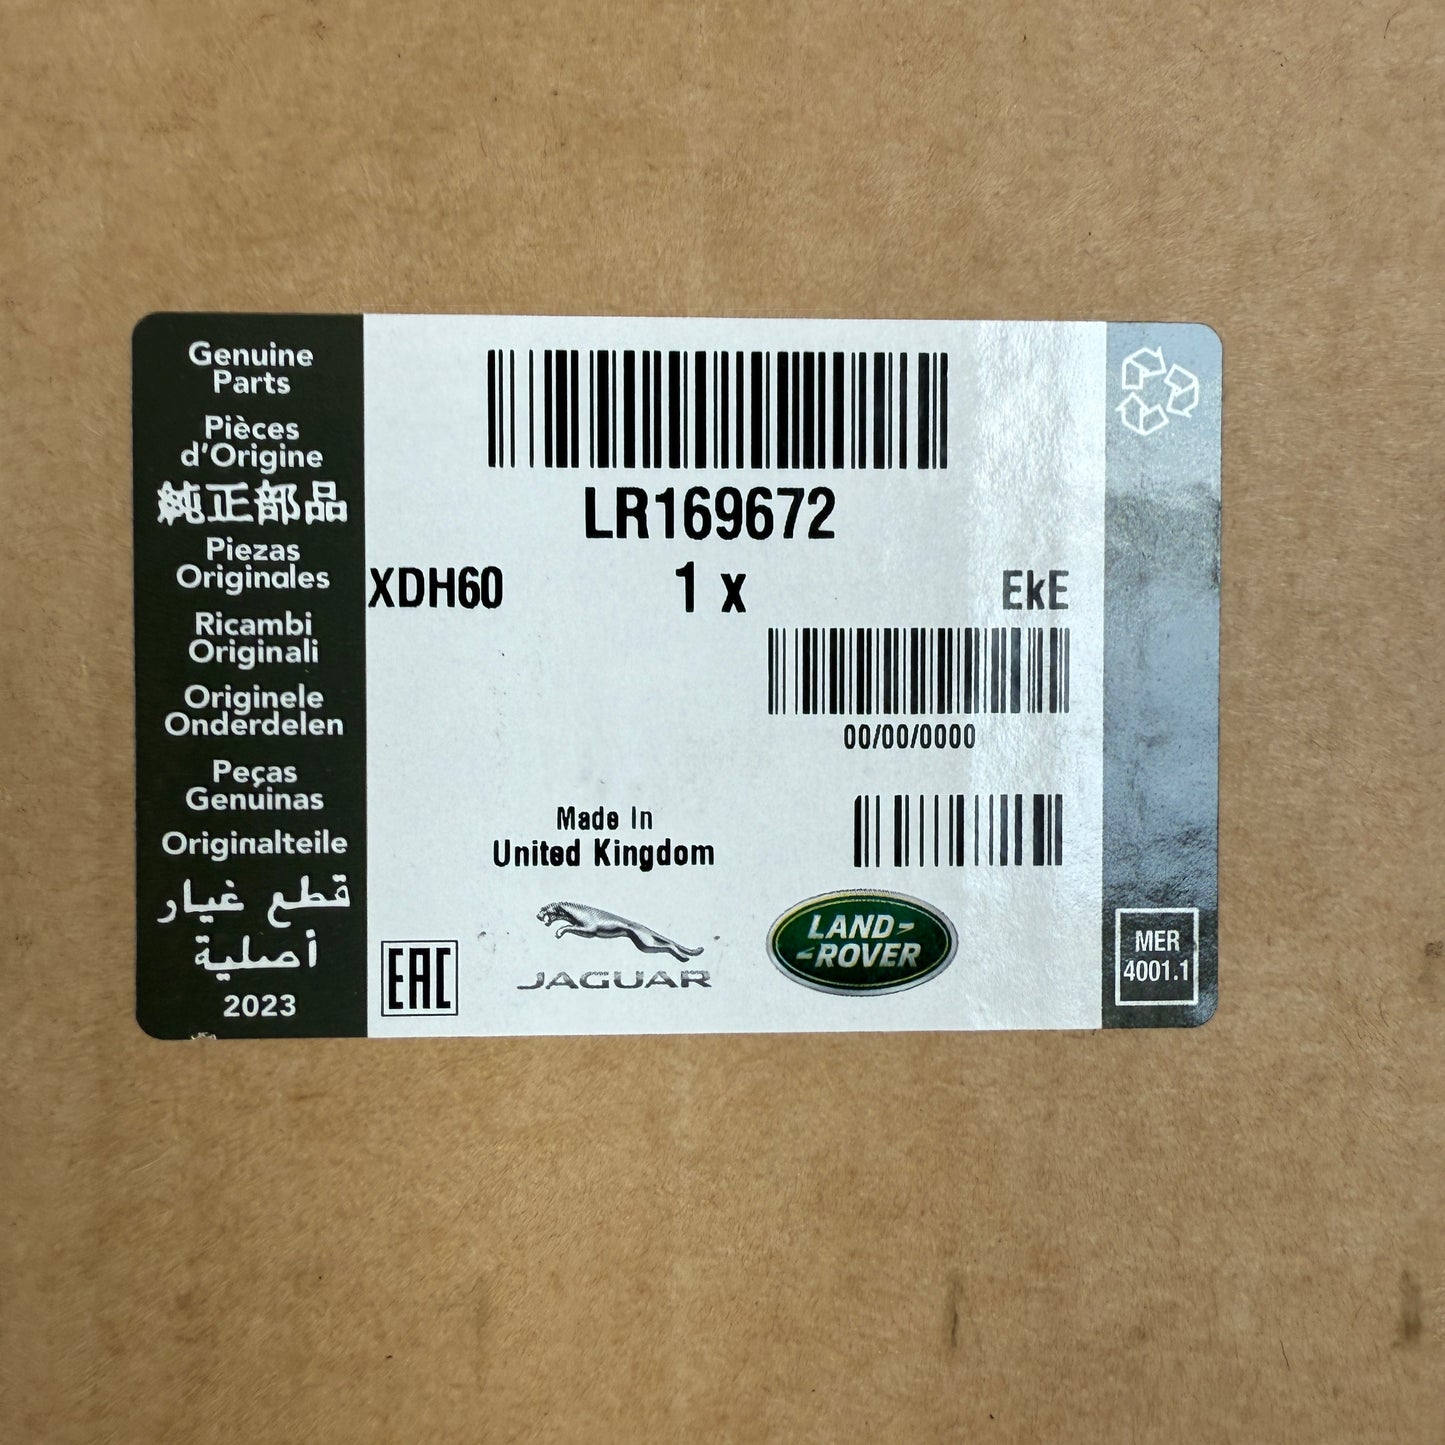 Genuine
Parts
Pièces
d'Origine
純正部品
Piezas
Originales
Ricambi
Originali
Originele
Onderdelen
Peças
Genuinas
Originalteile
قطع غيار
أصلية
2023
LR169672
XDH60 1 x EkE
00/00/0000
Made In
United Kingdom
EAC
JAGUAR
LAND
ROVER
MER
4001.1